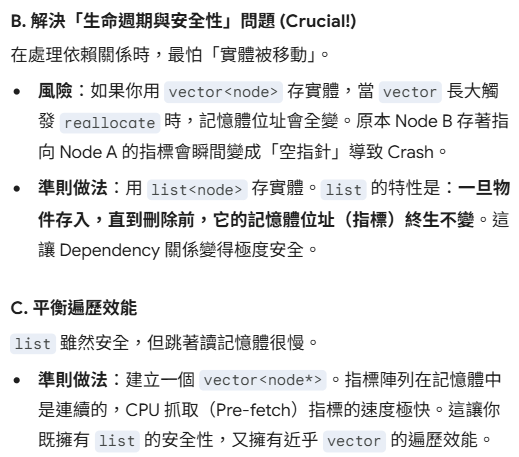 B. 解決「生命週期與安全性」問題 (Crucial!)
在處理依賴關係時，最怕「實體被移動」。
• 風險：如果你用 vector<node> 存實體，當 vector 長大觸
發 reallocate 時，記憶體位址會全變。原本 Node B 存著指
向 Node A 的指標會瞬間變成「空指針」導致 Crash。
• 準則做法：用 list<node> 存實體。list 的特性是：一旦物
件存入，直到刪除前，它的記憶體位址（指標）終生不變。這
讓 Dependency 關係變得極度安全。
C. 平衡遍歷效能
list 雖然安全，但跳著讀記憶體很慢。
• 準則做法：建立一個 vector<node*> 。指標陣列在記憶體中
是連續的，CPU 抓取（Pre-fetch）指標的速度極快。這讓你
既擁有 list 的安全性，又擁有近乎 vector 的遍歷效能。